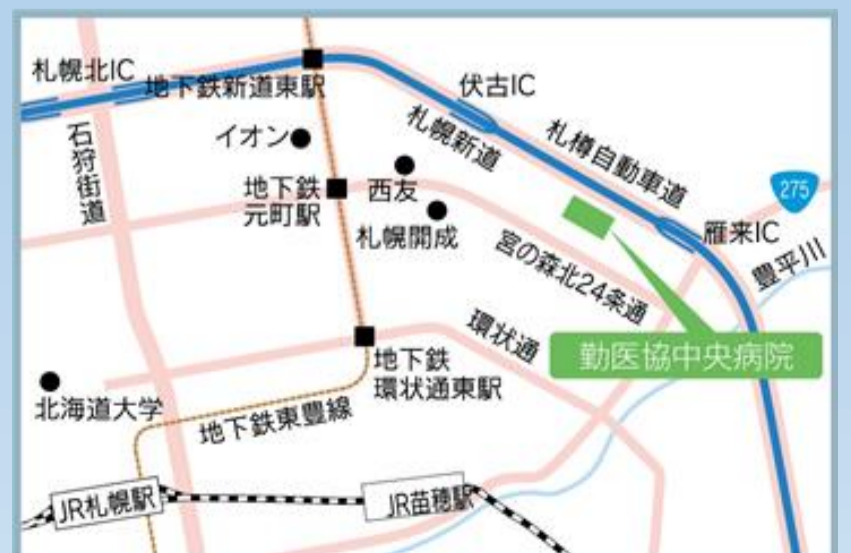 札幌北IC
地下鉄新道東駅
伏古IC
札幌新道
札樽自動車道
石狩街道
イオン
地下鉄
元町駅
西友
札幌開成
275
雁来IC
豊平川
宮の森北24条通
環状通
勤医協中央病院
地下鉄
環状通東駅
北海道大学
地下鉄東豊線
JR札幌駅
JR苗穂駅